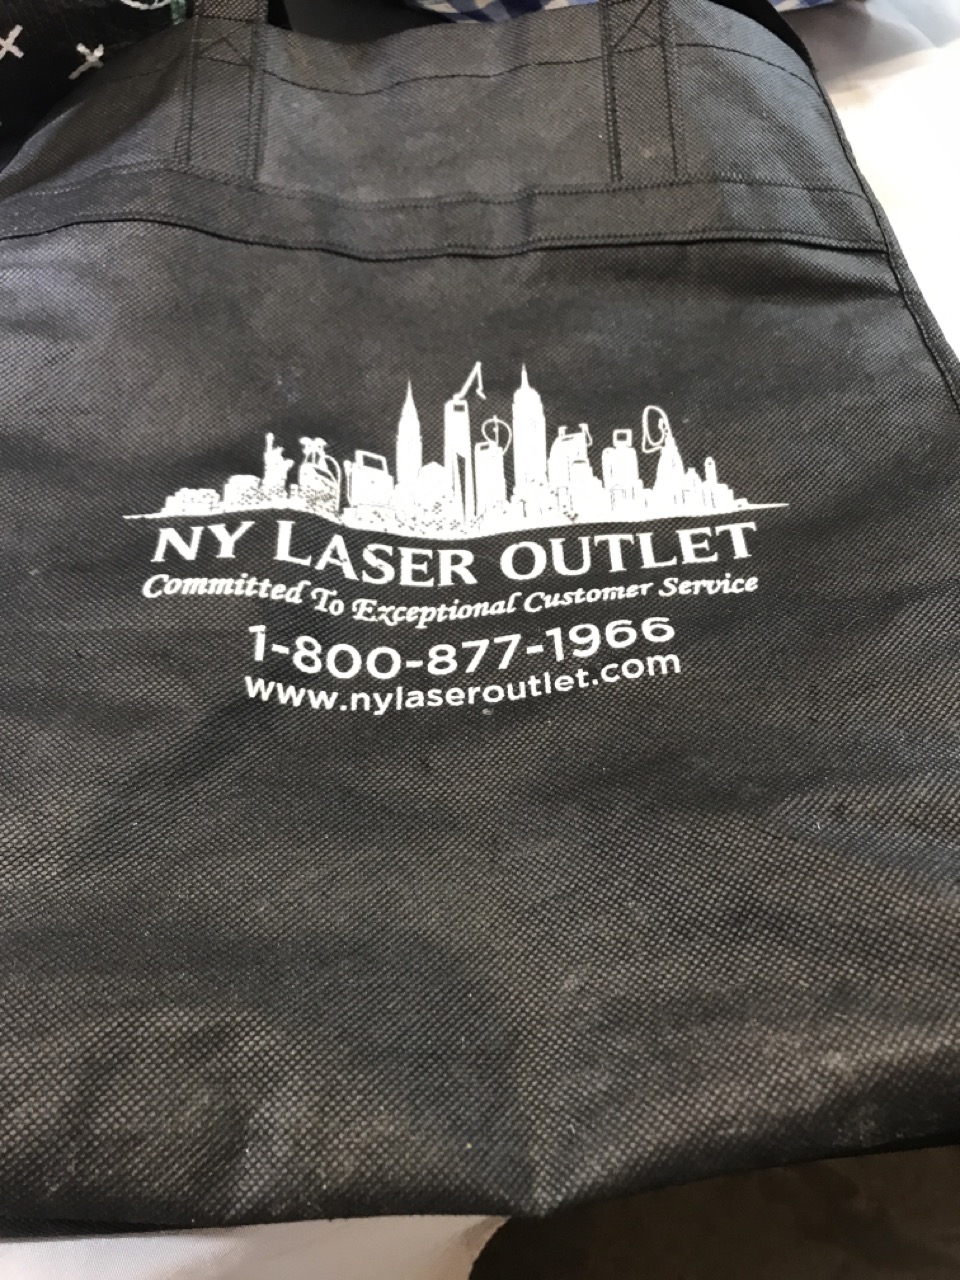 NY LASER OUTLET
Committed To Exceptional Customer Service
1-800-877-1966
www.nylaseroutlet.com